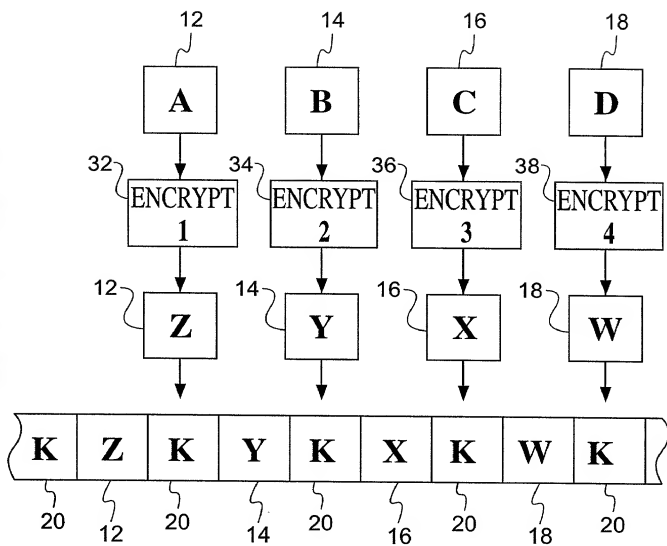 12 14 16 18
A B C D
32 34 36 38
ENCRYPT ENCRYPT ENCRYPT ENCRYPT
1 2 3 4
12 14 16 18
Z Y X W
K Z K Y K X K W K
20 12 20 14 20 16 20 18 20